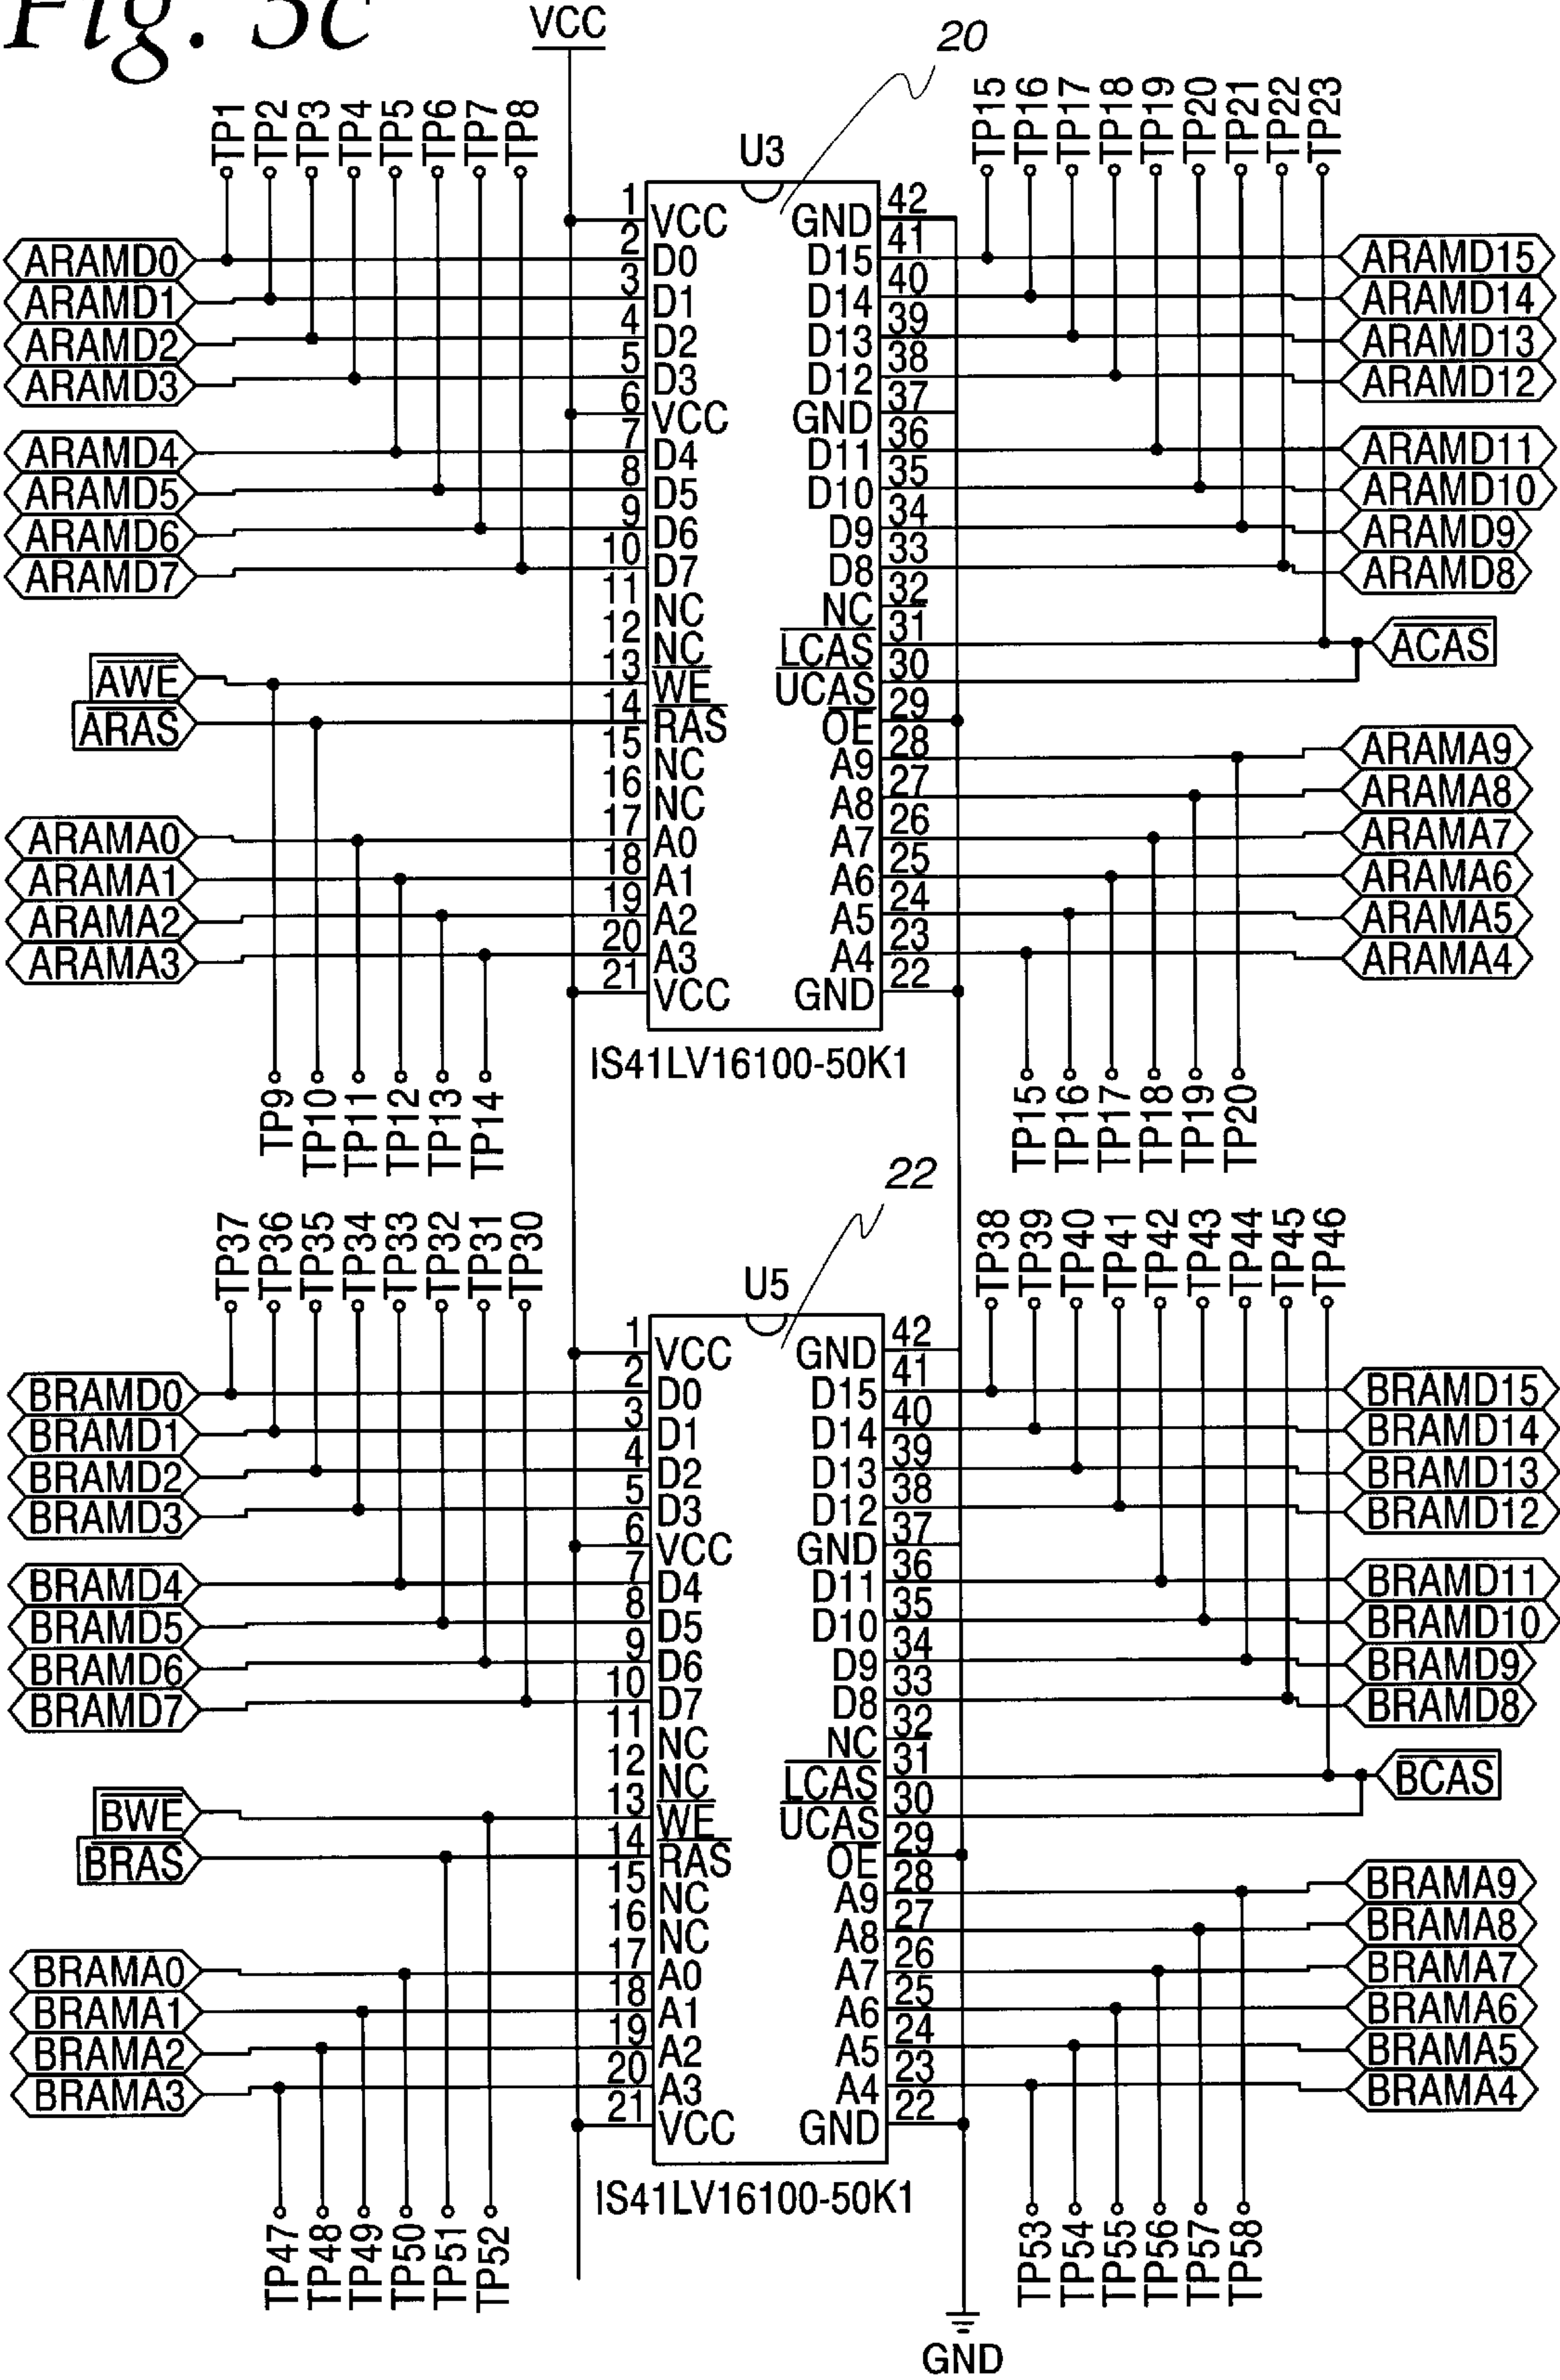 Fig. 3c
VCC
20
TP1 TP2 TP3 TP4 TP5 TP6 TP7 TP8
TP15 TP16 TP17 TP18 TP19 TP20 TP21 TP22 TP23
U3
1 VCC GND 42
ARAMD0 2 D0 D15 41 ARAMD15
ARAMD1 3 D1 D14 40 ARAMD14
ARAMD2 4 D2 D13 39 ARAMD13
ARAMD3 5 D3 D12 38 ARAMD12
6 VCC GND 37
ARAMD4 7 D4 D11 36 ARAMD11
ARAMD5 8 D5 D10 35 ARAMD10
ARAMD6 9 D6 D9 34 ARAMD9
ARAMD7 10 D7 D8 33 ARAMD8
11 NC NC 32
12 NC LCAS 31 ACAS
AWE 13 WE UCAS 30
ARAS 14 RAS OE 29
15 NC A9 28 ARAMA9
16 NC A8 27 ARAMA8
ARAMA0 17 A0 A7 26 ARAMA7
ARAMA1 18 A1 A6 25 ARAMA6
ARAMA2 19 A2 A5 24 ARAMA5
ARAMA3 20 A3 A4 23 ARAMA4
21 VCC GND 22
IS41LV16100-50K1
TP9 TP10 TP11 TP12 TP13 TP14
TP15 TP16 TP17 TP18 TP19 TP20
22
TP37 TP36 TP35 TP34 TP33 TP32 TP31 TP30
TP38 TP39 TP40 TP41 TP42 TP43 TP44 TP45 TP46
U5
1 VCC GND 42
BRAMD0 2 D0 D15 41 BRAMD15
BRAMD1 3 D1 D14 40 BRAMD14
BRAMD2 4 D2 D13 39 BRAMD13
BRAMD3 5 D3 D12 38 BRAMD12
6 VCC GND 37
BRAMD4 7 D4 D11 36 BRAMD11
BRAMD5 8 D5 D10 35 BRAMD10
BRAMD6 9 D6 D9 34 BRAMD9
BRAMD7 10 D7 D8 33 BRAMD8
11 NC NC 32
12 NC LCAS 31 BCAS
BWE 13 WE UCAS 30
BRAS 14 RAS OE 29
15 NC A9 28 BRAMA9
16 NC A8 27 BRAMA8
BRAMA0 17 A0 A7 26 BRAMA7
BRAMA1 18 A1 A6 25 BRAMA6
BRAMA2 19 A2 A5 24 BRAMA5
BRAMA3 20 A3 A4 23 BRAMA4
21 VCC GND 22
IS41LV16100-50K1
TP47 TP48 TP49 TP50 TP51 TP52
TP53 TP54 TP55 TP56 TP57 TP58
GND